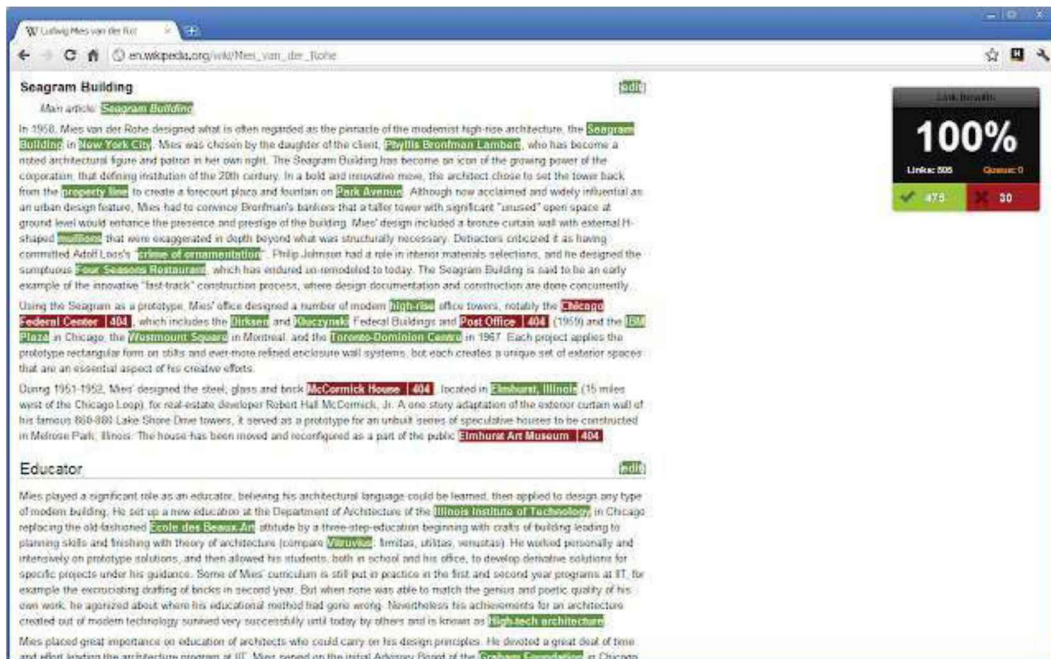 Ludwig Mies van der Roh
en.wikipedia.org/wiki/Mies_van_der_Rohe
Seagram Building [edit]
Main article: Seagram Building
In 1958, Mies van der Rohe designed what is often regarded as the pinnacle of the modernist high-rise architecture, the Seagram
Building in New York City. Mies was chosen by the daughter of the client, Phyllis Bronfman Lambert, who has become a
noted architectural figure and patron in her own right. The Seagram Building has become an icon of the growing power of the
corporation, that defining institution of the 20th century. In a bold and innovative move, the architect chose to set the tower back
from the property line to create a forecourt plaza and fountain on Park Avenue. Although now acclaimed and widely influential as
an urban design feature, Mies had to convince Bronfman's bankers that a taller tower with significant "unused" open space at
ground level would enhance the presence and prestige of the building. Mies' design included a bronze curtain wall with external H-
shaped mullions that were exaggerated in depth beyond what was structurally necessary. Detractors criticized it as having
committed Adolf Loos's "crime of ornamentation". Philip Johnson had a role in interior materials selections, and he designed the
sumptuous Four Seasons Restaurant, which has endured un-remodeled to today. The Seagram Building is said to be an early
example of the innovative "fast-track" construction process, where design documentation and construction are done concurrently.
Using the Seagram as a prototype, Mies' office designed a number of modern high-rise office towers, notably the Chicago
Federal Center | 404 , which includes the Dirksen and Kluczynski Federal Buildings and Post Office | 404 (1959) and the IBM
Plaza in Chicago, the Westmount Square in Montreal, and the Toronto-Dominion Centre in 1967. Each project applies the
prototype rectangular form on stilts and ever-more refined enclosure wall systems, but each creates a unique set of exterior spaces
that are an essential aspect of his creative efforts.
During 1951-1952, Mies' designed the steel, glass and brick McCormick House | 404 , located in Elmhurst, Illinois (15 miles
west of the Chicago Loop), for real-estate developer Robert Hall McCormick, Jr. A one story adaptation of the exterior curtain wall of
his famous 860-880 Lake Shore Drive towers, it served as a prototype for an unbuilt series of speculative houses to be constructed
in Melrose Park, Illinois. The house has been moved and reconfigured as a part of the public Elmhurst Art Museum | 404 .
Educator [edit]
Mies played a significant role as an educator, believing his architectural language could be learned, then applied to design any type
of modern building. He set up a new education at the Department of Architecture of the Illinois Institute of Technology in Chicago
replacing the old-fashioned Ecole des Beaux-Art attitude by a three-step-education beginning with crafts of building leading to
planning skills and finishing with theory of architecture (compare Vitruvius: firmitas, utilitas, venustas). He worked personally and
intensively on prototype solutions, and then allowed his students, both in school and his office, to develop derivative solutions for
specific projects under his guidance. Some of Mies' curriculum is still put in practice in the first and second year programs at IIT, for
example the excruciating drafting of bricks in second year. But when none was able to match the genius and poetic quality of his
own work, he agonized about where his educational method had gone wrong. Nevertheless his achievements for an architecture
created out of modern technology survived very successfully until today by others and is known as High-tech architecture.
Mies placed great importance on education of architects who could carry on his design principles. He devoted a great deal of time
and effort leading the architecture program at IIT. Mies served on the initial Advisory Board of the Graham Foundation in Chicago
100%
Links: 505 Queue: 0
475 30